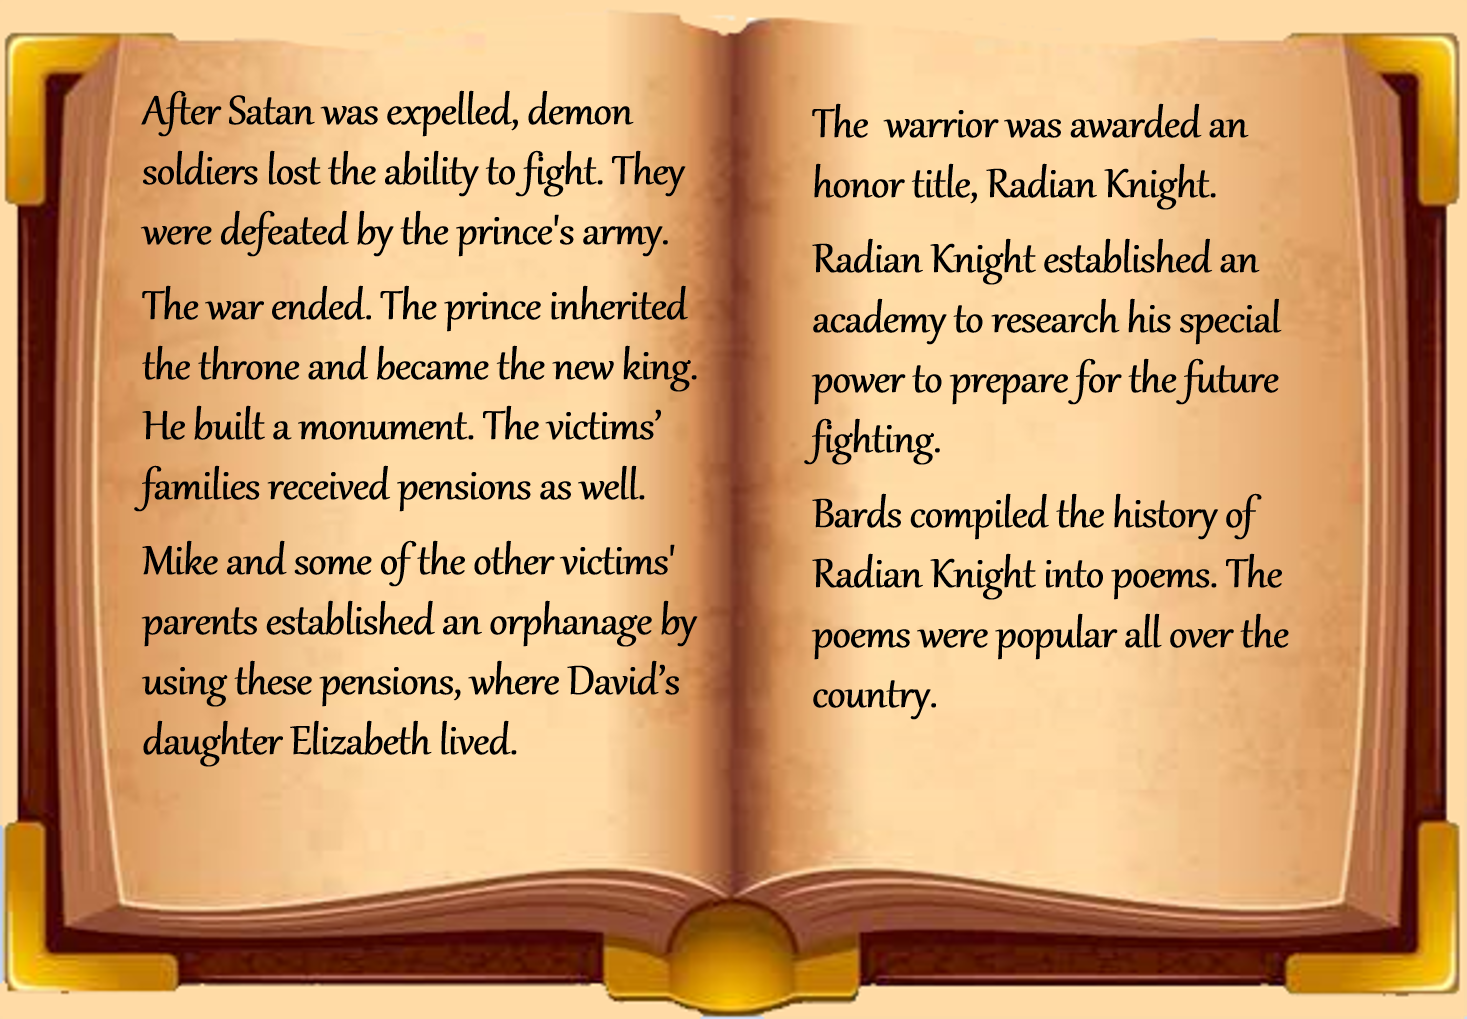 After Satan was expelled, demon
soldiers lost the ability to fight. They
were defeated by the prince's army.
The war ended. The prince inherited
the throne and became the new king.
He built a monument. The victims’
families received pensions as well.
Mike and some of the other victims'
parents established an orphanage by
using these pensions, where David’s
daughter Elizabeth lived.
The  warrior was awarded an
honor title, Radian Knight.
Radian Knight established an
academy to research his special
power to prepare for the future
fighting.
Bards compiled the history of
Radian Knight into poems. The
poems were popular all over the
country.